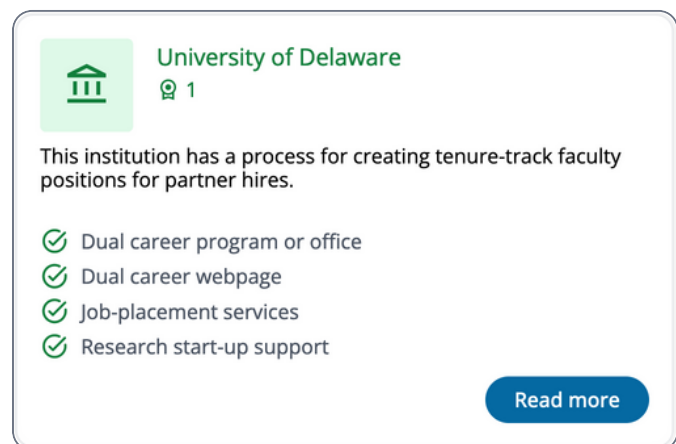 University of Delaware
1
This institution has a process for creating tenure-track faculty
positions for partner hires.
Dual career program or office
Dual career webpage
Job-placement services
Research start-up support
Read more